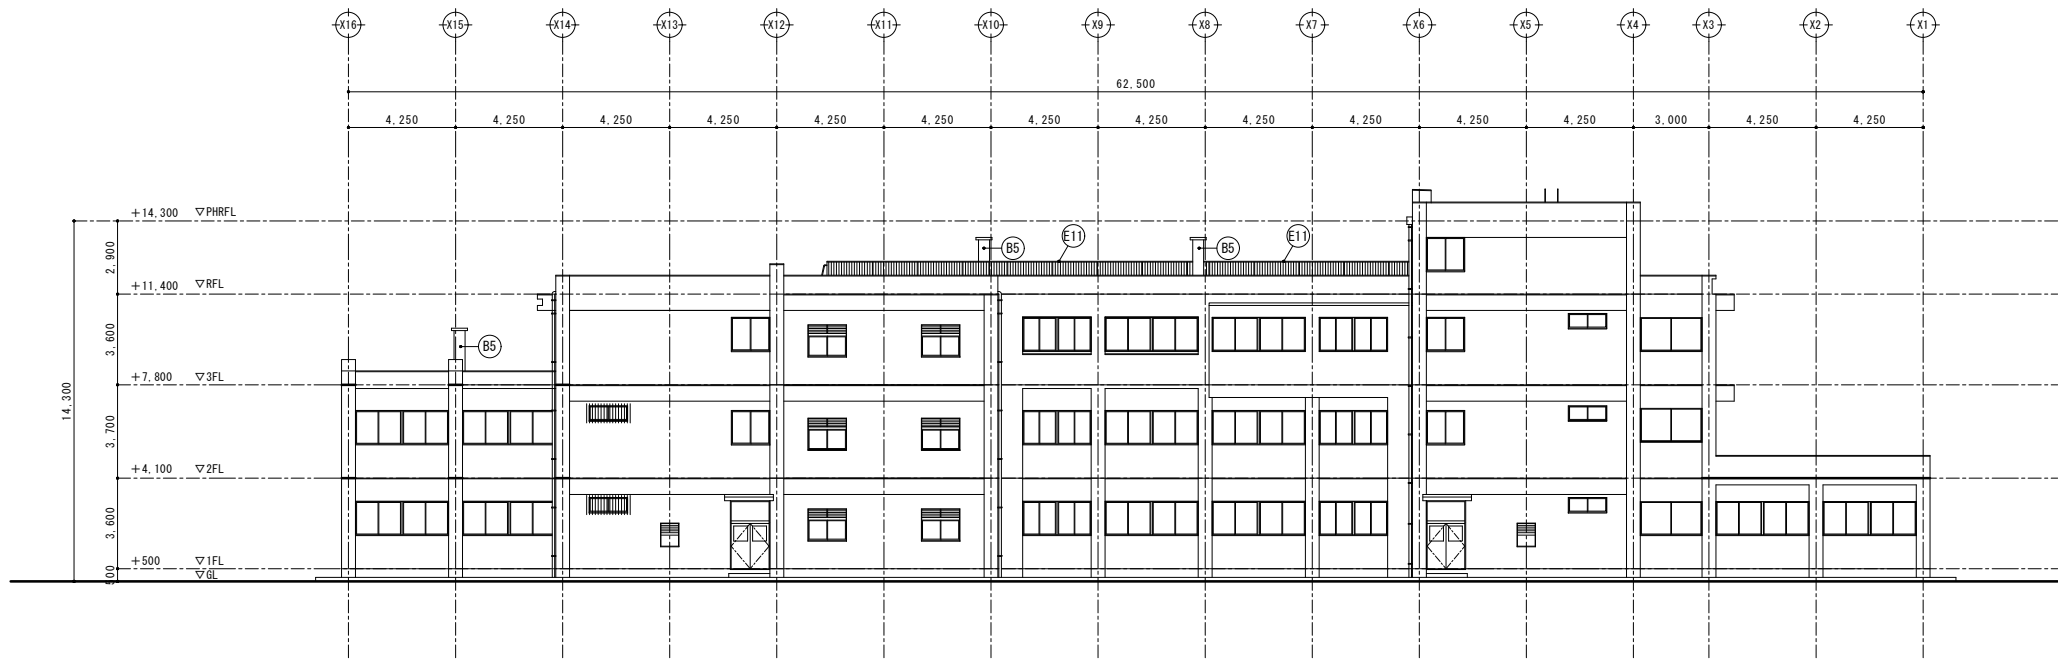 X16 X15 X14 X13 X12 X11 X10 X9 X8 X7 X6 X5 X4 X3 X2 X1
62,500
4,250 4,250 4,250 4,250 4,250 4,250 4,250 4,250 4,250 4,250 4,250 4,250 3,000 4,250 4,250
+14,300 ▽PHRFL
2,900
B5 E11 B5 E11
+11,400 ▽RFL
3,600
B5
+7,800 ▽3FL
14,300
3,700
+4,100 ▽2FL
3,600
+500 ▽1FL
500 ▽GL